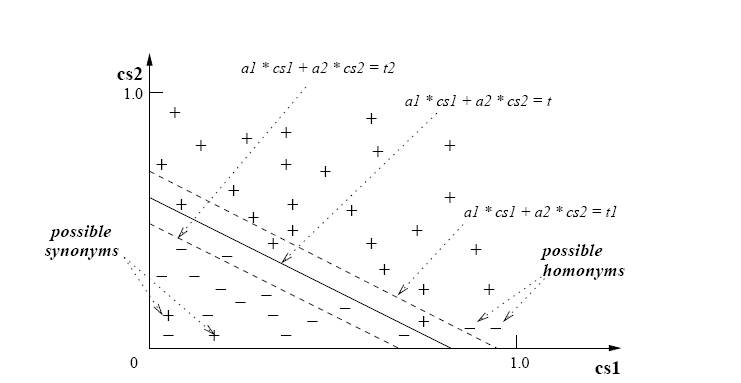 a1 * cs1 + a2 * cs2 = t2
cs2
1.0
a1 * cs1 + a2 * cs2 = t
a1 * cs1 + a2 * cs2 = t1
possible
synonyms
possible
homonyms
0
1.0
cs1